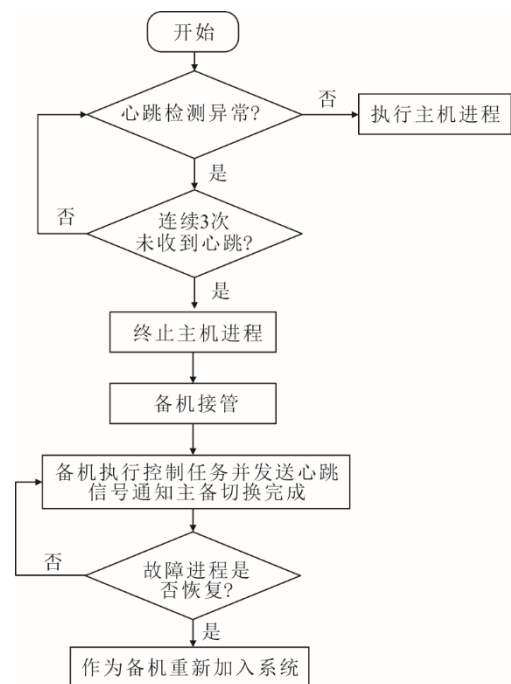 开始
心跳检测异常?
否
执行主机进程
是
否
连续3次
未收到心跳?
是
终止主机进程
备机接管
备机执行控制任务并发送心跳
信号通知主备切换完成
否
故障进程是
否恢复?
是
作为备机重新加入系统